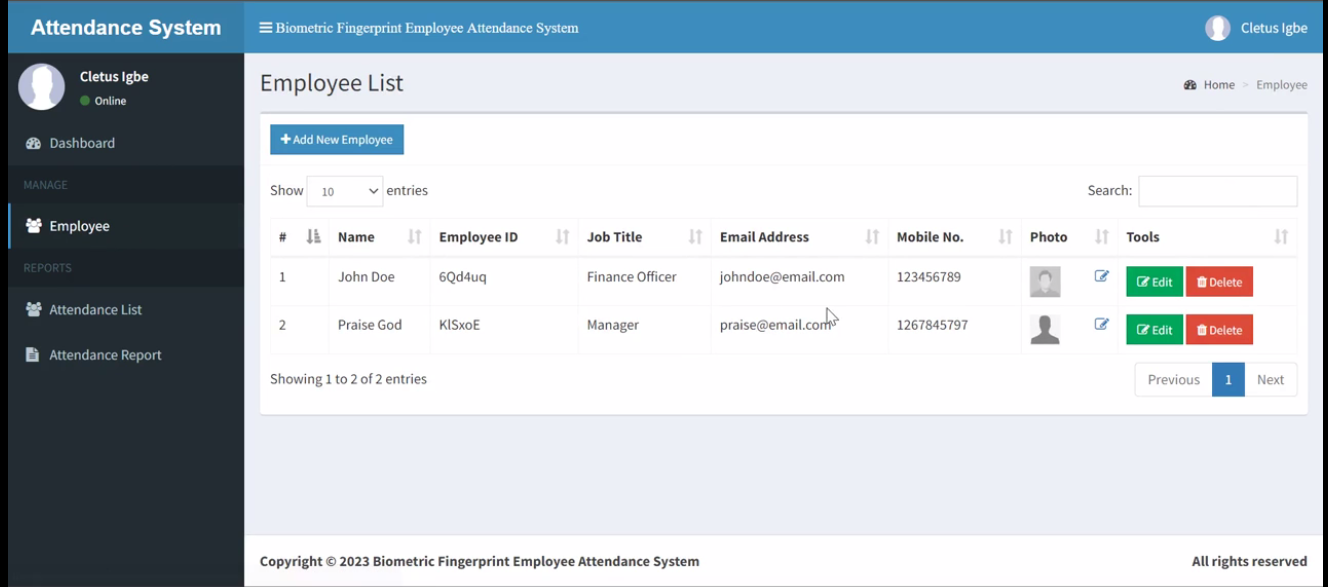 Attendance System
Biometric Fingerprint Employee Attendance System
Cletus Igbe
Cletus Igbe
Online
Dashboard
MANAGE
Employee
REPORTS
Attendance List
Attendance Report
Employee List
Home > Employee
Add New Employee
Show 10 entries
Search:
# Name Employee ID Job Title Email Address Mobile No. Photo Tools
1 John Doe 6Qd4uq Finance Officer johndoe@email.com 123456789 Edit Delete
2 Praise God KlSxoE Manager praise@email.com 1267845797 Edit Delete
Showing 1 to 2 of 2 entries
Previous 1 Next
Copyright © 2023 Biometric Fingerprint Employee Attendance System
All rights reserved